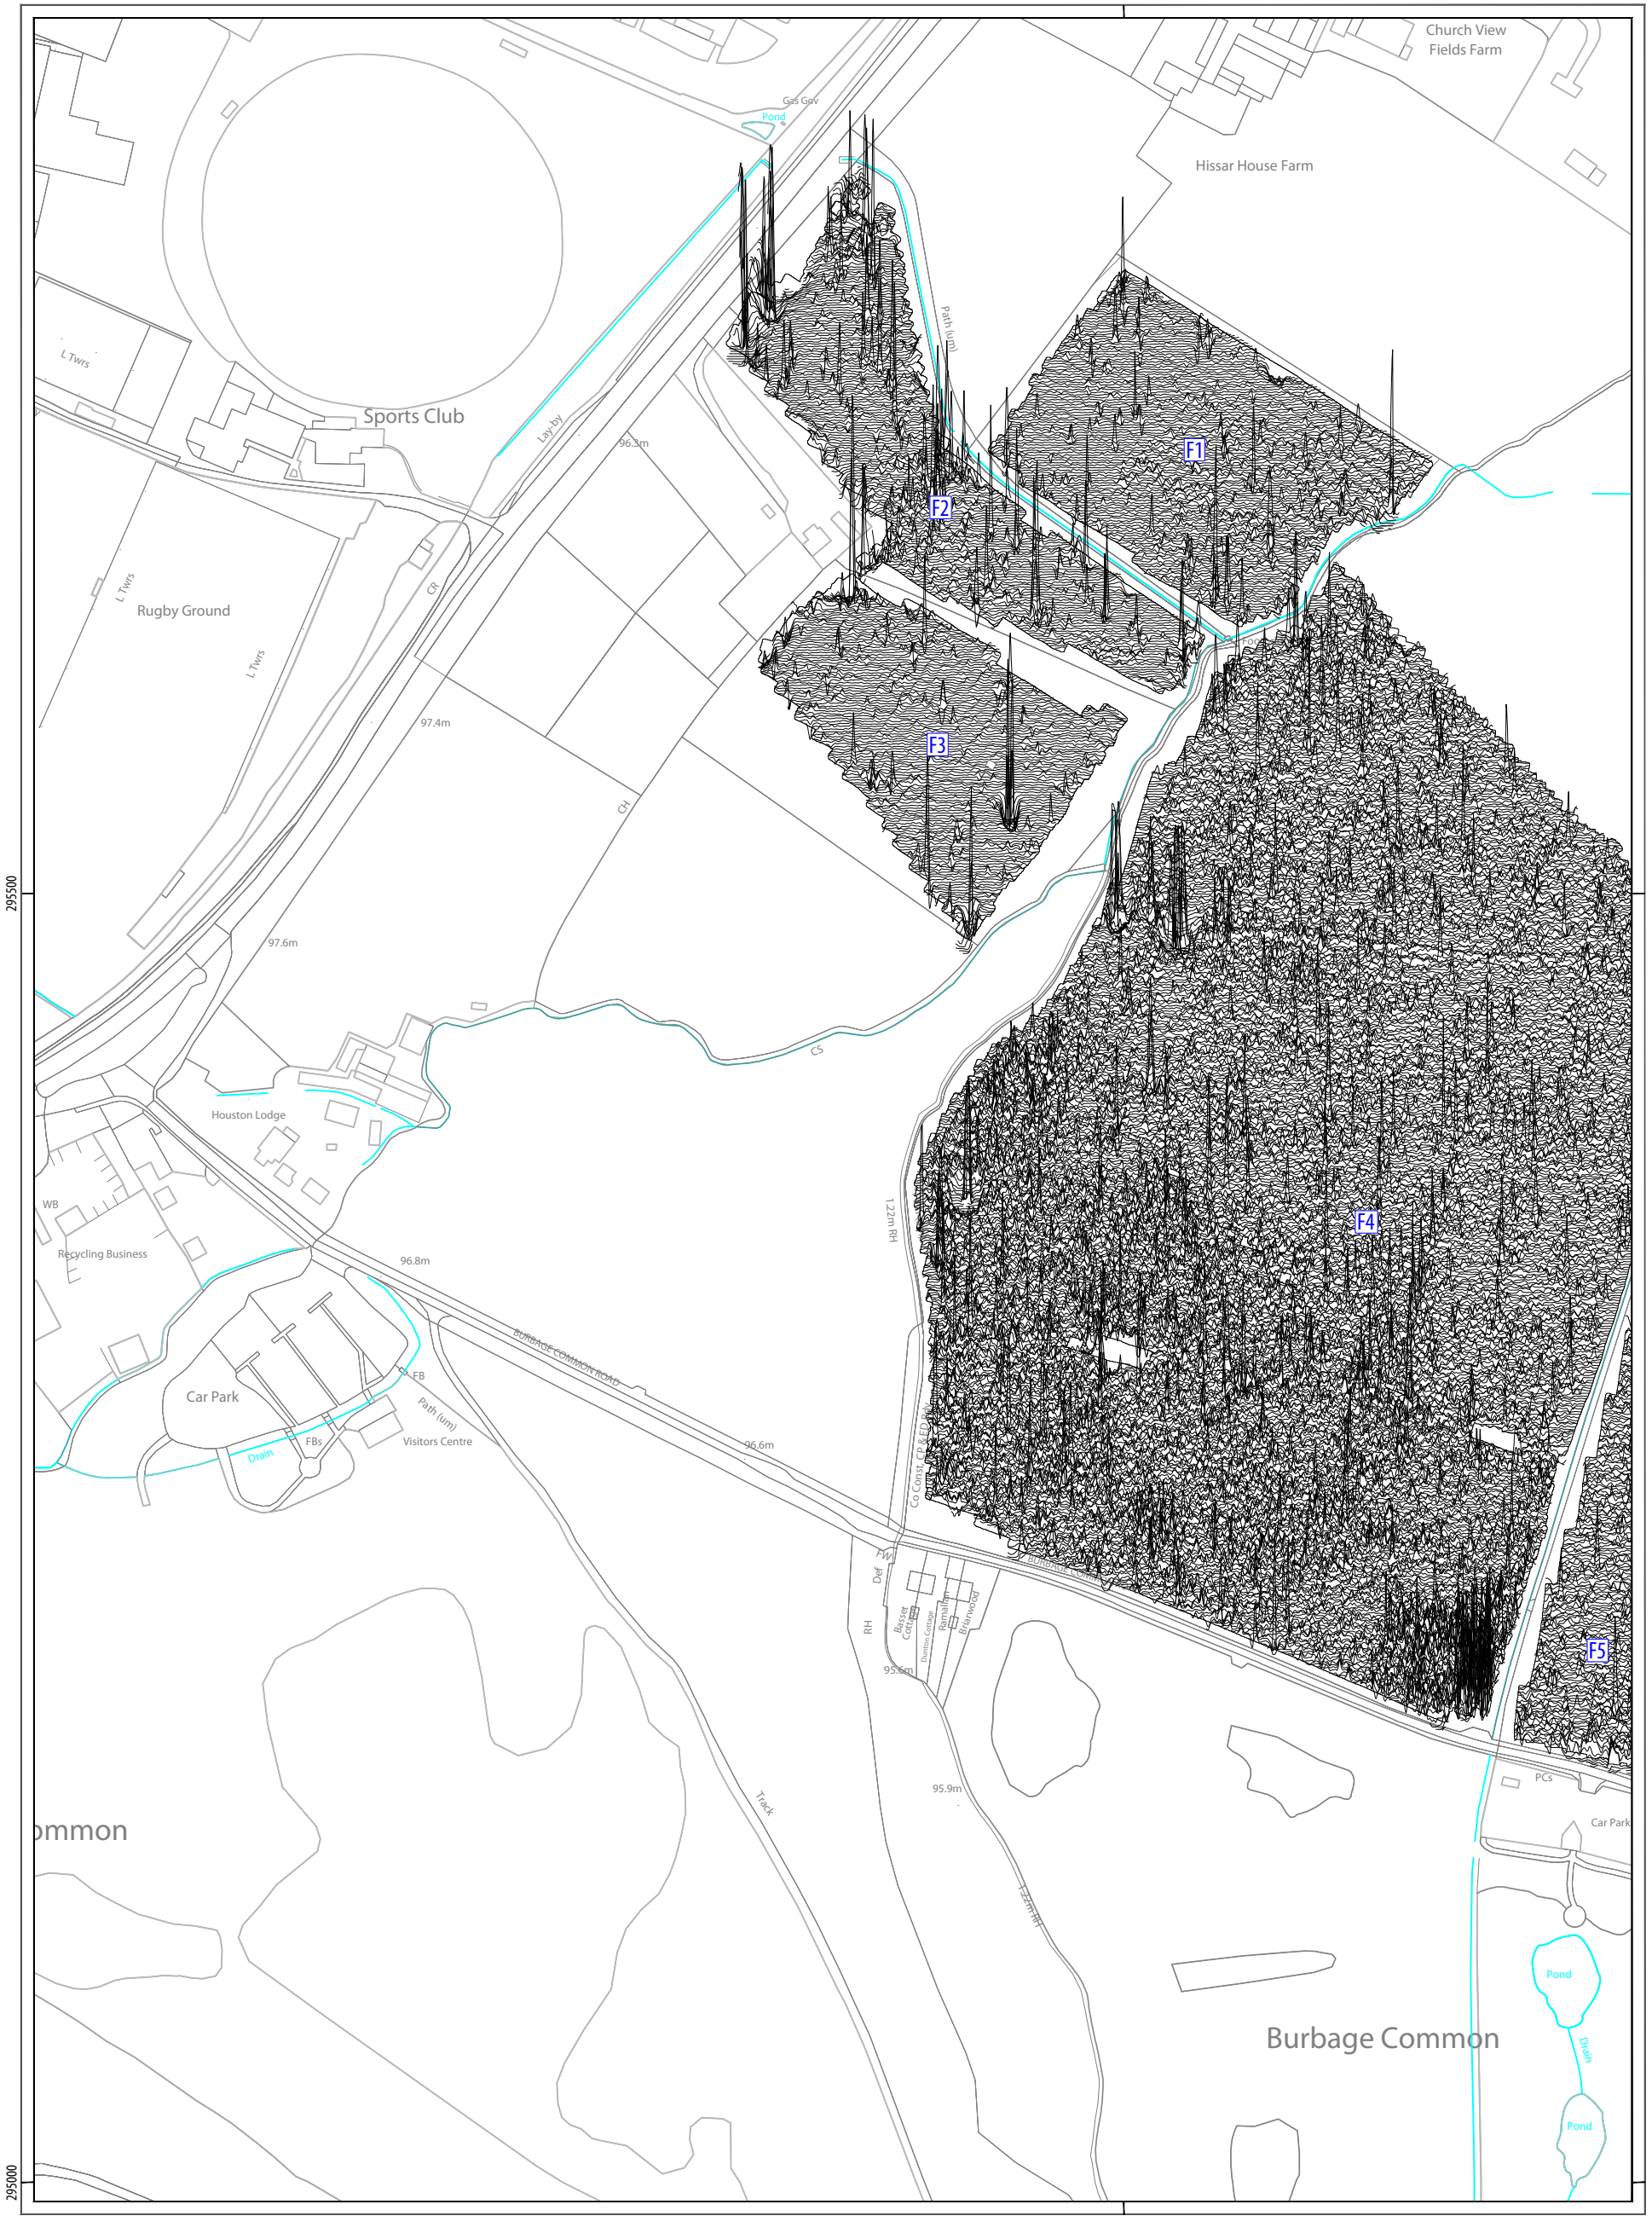 Church View
Fields Farm
Gas Gov
Pond
Hissar House Farm
Path (um)
L Twrs
Sports Club
Lay-by
96.3m
F1
F2
L Twrs
CR
Rugby Ground
L Twrs
97.4m
F3
CH
295500
97.6m
CS
Houston Lodge
WB
1.22m RH
F4
Recycling Business
96.8m
BURBAGE COMMON ROAD
FB
Car Park
Path (um)
FBs
Visitors Centre
Drain
96.6m
Co Const, CP & ED Bdy
FW
Def
RH
Basset
Cottage
Dunton Cottage
Ramalhan
Briarwood
95.6m
F5
PCs
95.9m
Track
Car Park
ommon
1.22m RH
Pond
Burbage Common
Drain
Pond
295000